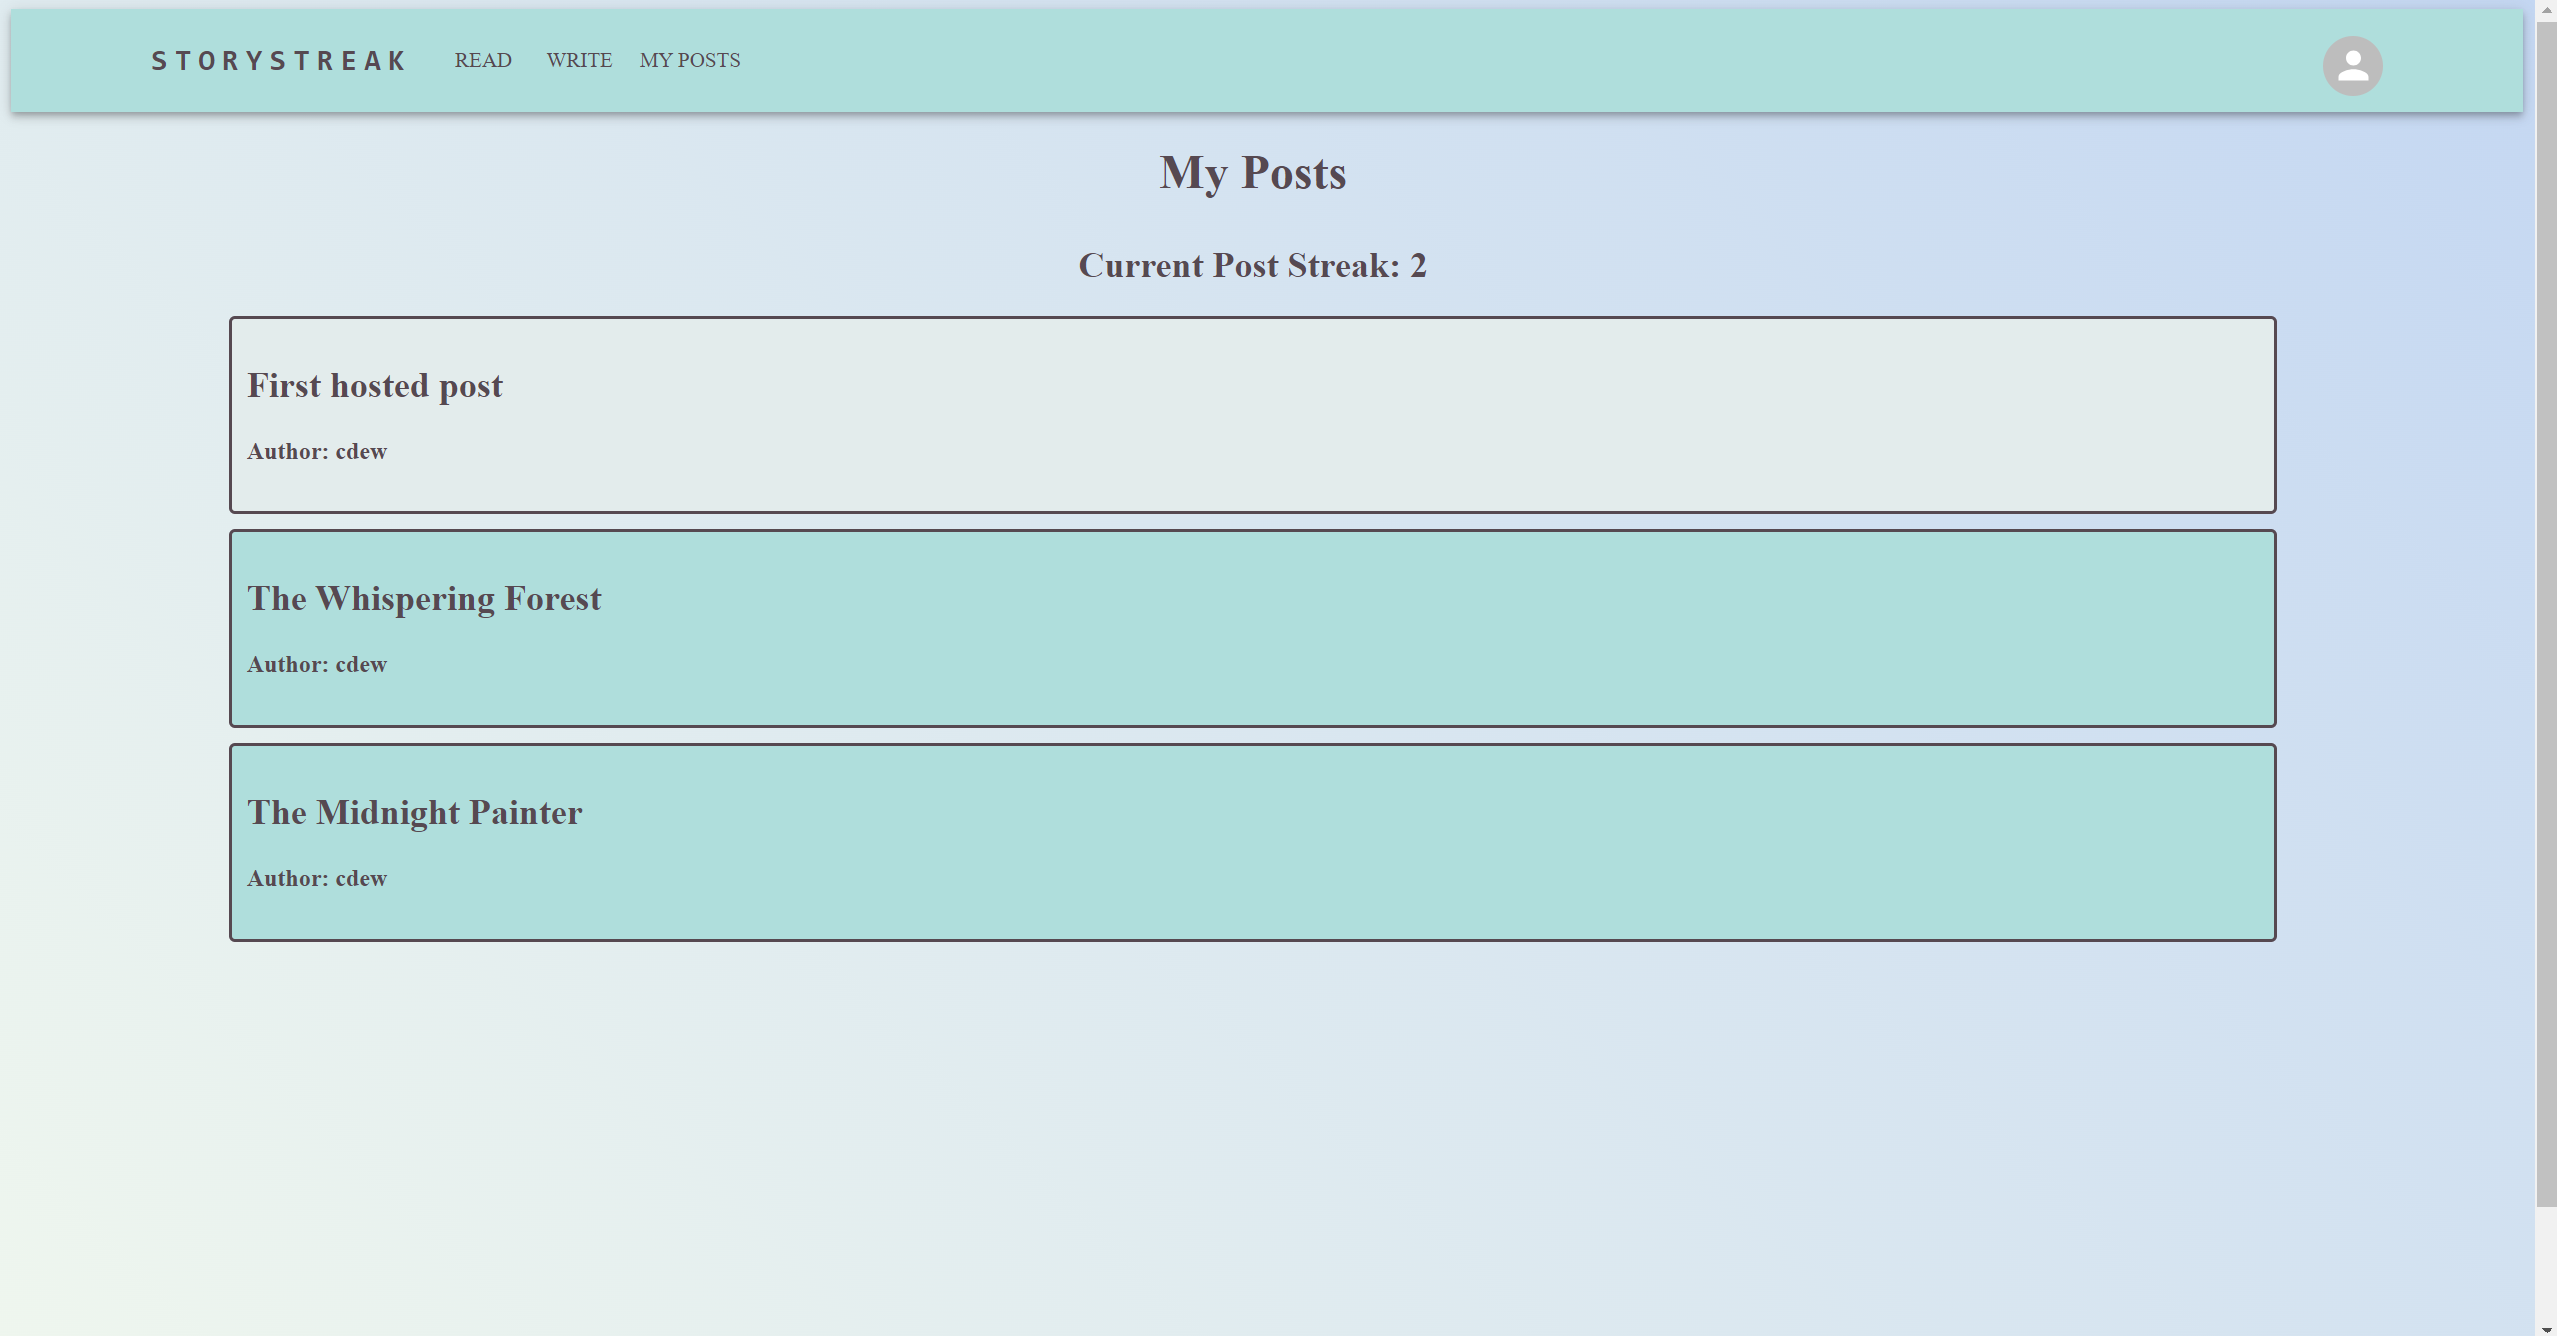 STORYSTREAK READ WRITE MY POSTS
My Posts
Current Post Streak: 2
First hosted post
Author: cdew
The Whispering Forest
Author: cdew
The Midnight Painter
Author: cdew